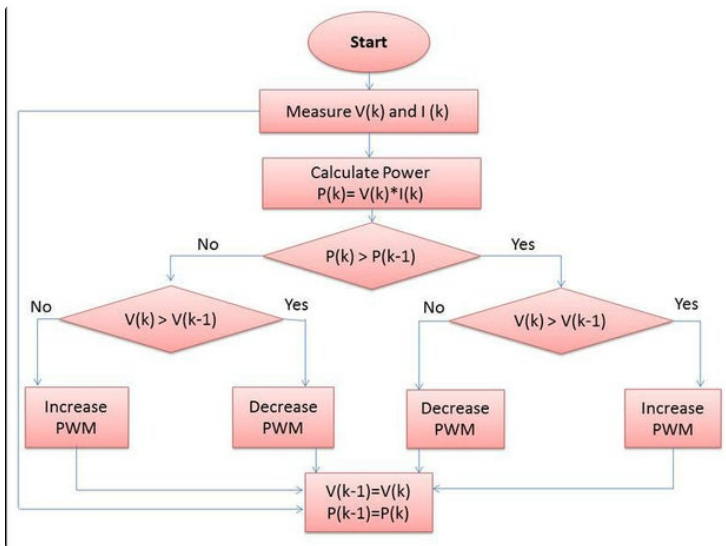 Start
Measure V(k) and I (k)
Calculate Power
P(k)= V(k)*I(k)
P(k) > P(k-1)
No
Yes
V(k) > V(k-1)
No
Yes
V(k) > V(k-1)
No
Yes
Increase
PWM
Decrease
PWM
Decrease
PWM
Increase
PWM
V(k-1)=V(k)
P(k-1)=P(k)